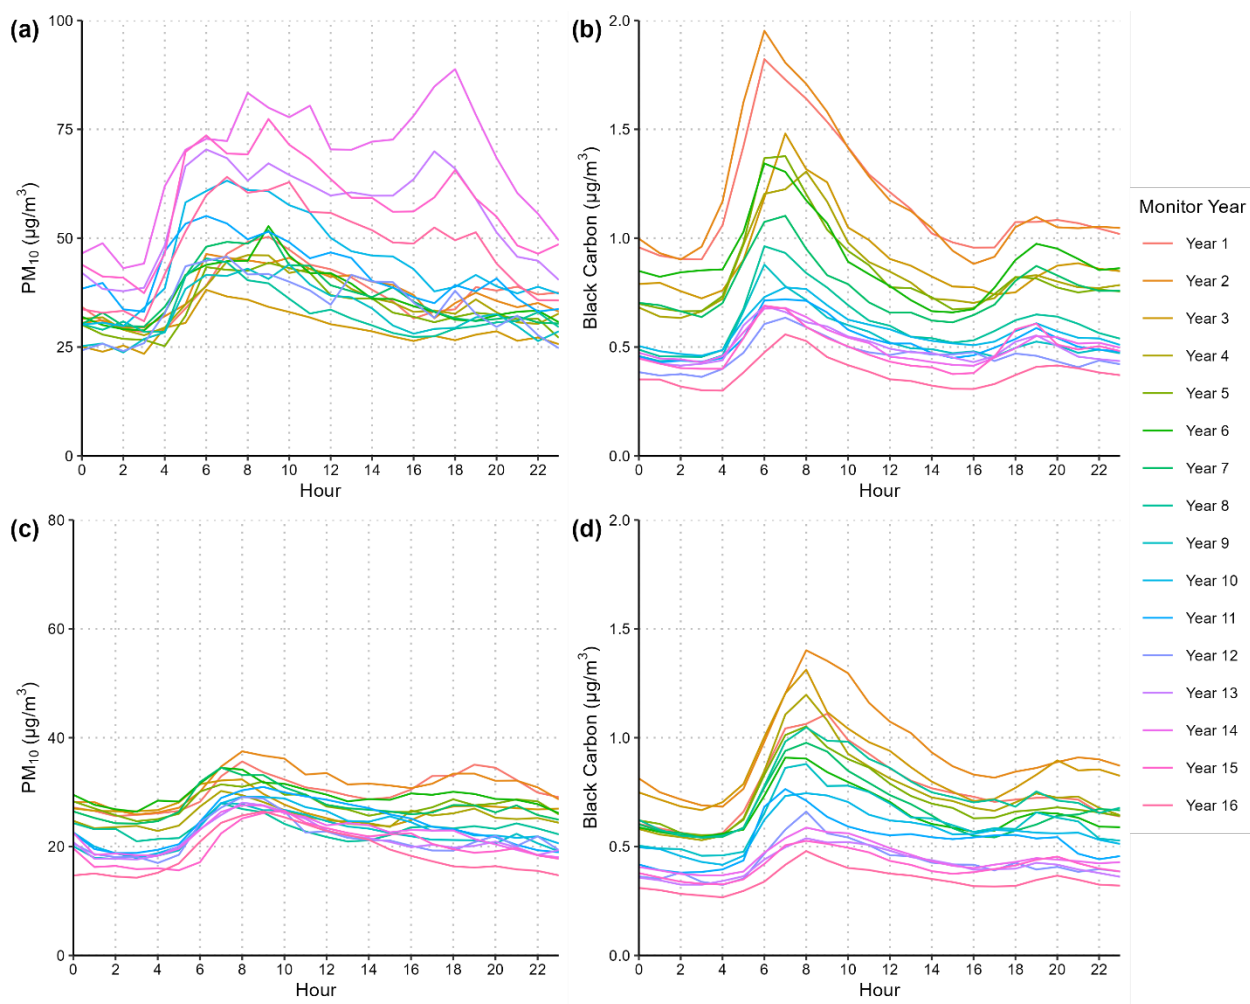 (a)
100
75
50
25
0
PM₁₀ (µg/m³)
0 2 4 6 8 10 12 14 16 18 20 22
Hour
(b)
2.0
1.5
1.0
0.5
0.0
Black Carbon (µg/m³)
0 2 4 6 8 10 12 14 16 18 20 22
Hour
(c)
80
60
40
20
0
PM₁₀ (µg/m³)
0 2 4 6 8 10 12 14 16 18 20 22
Hour
(d)
2.0
1.5
1.0
0.5
0.0
Black Carbon (µg/m³)
0 2 4 6 8 10 12 14 16 18 20 22
Hour
Monitor Year
Year 1
Year 2
Year 3
Year 4
Year 5
Year 6
Year 7
Year 8
Year 9
Year 10
Year 11
Year 12
Year 13
Year 14
Year 15
Year 16